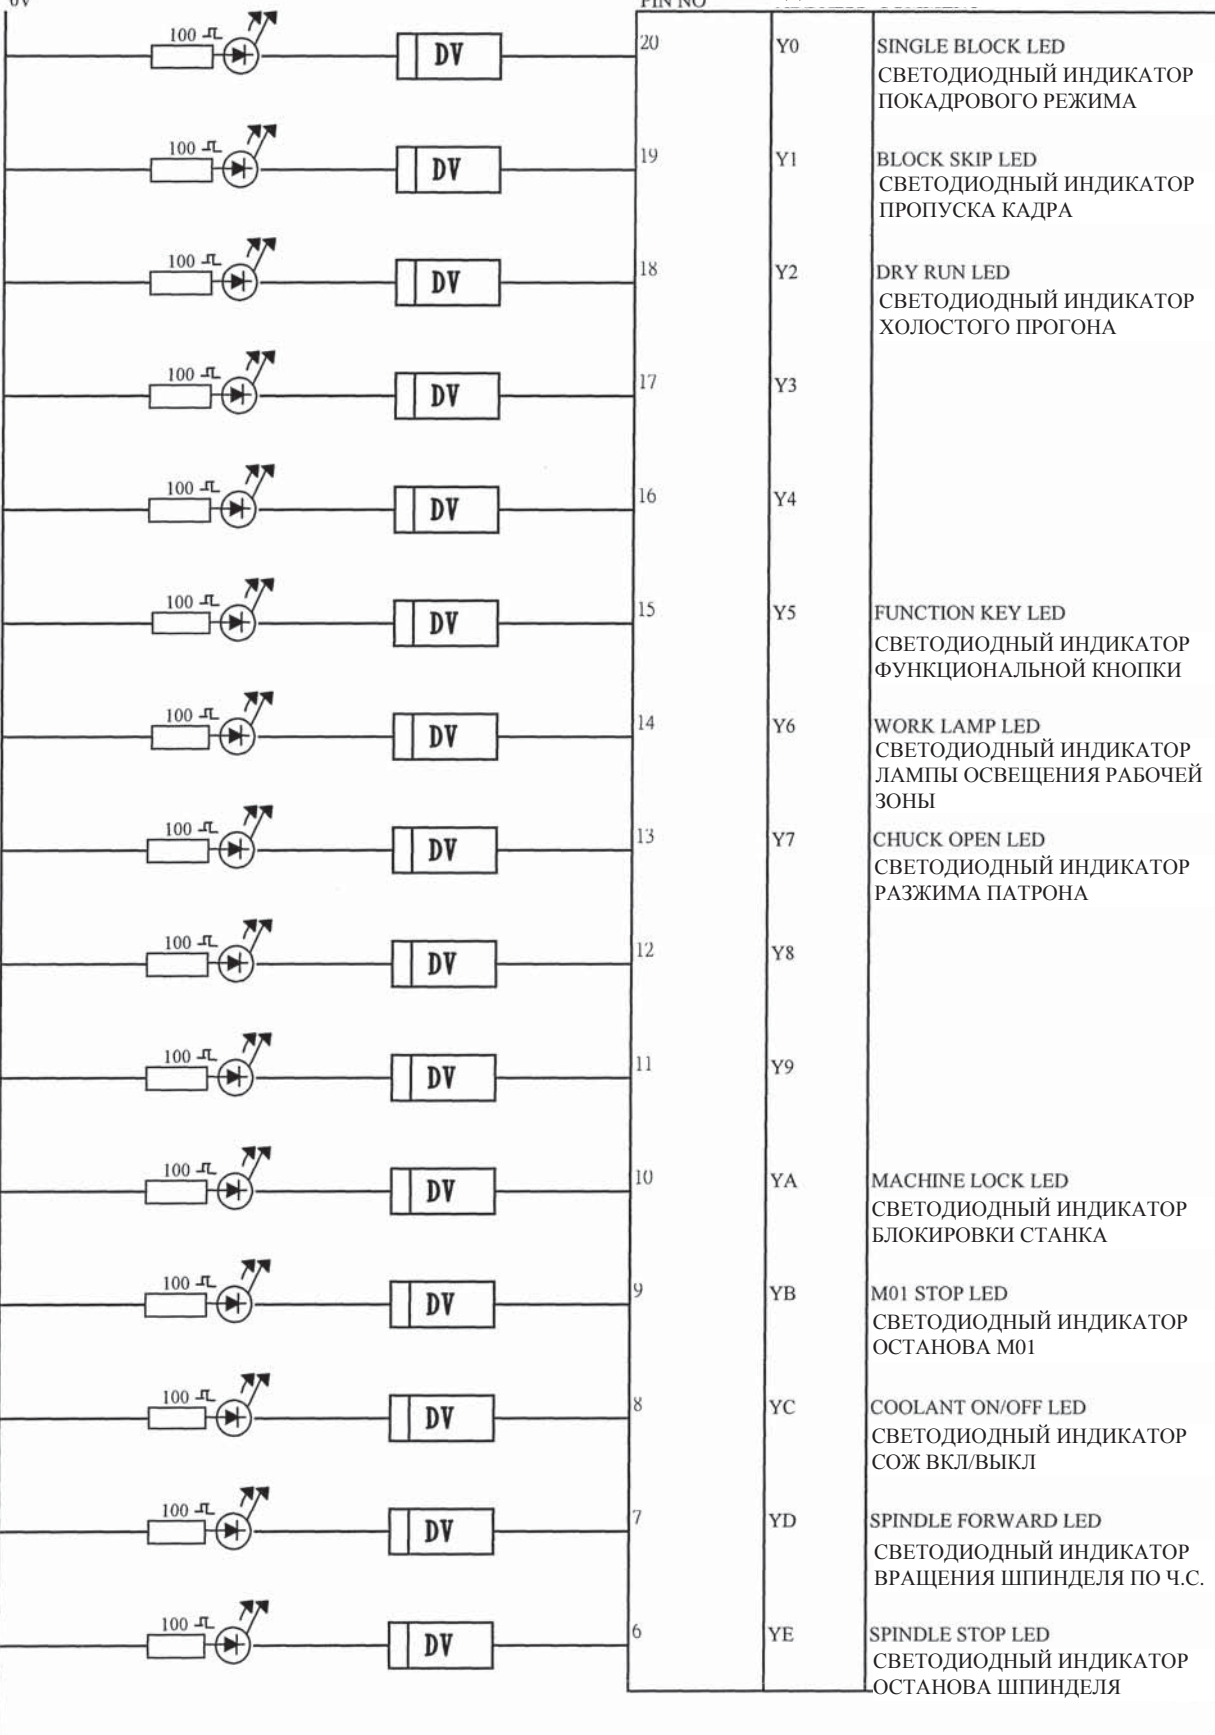 0V
PIN NO
100
DV
20
Y0
SINGLE BLOCK LED
СВЕТОДИОДНЫЙ ИНДИКАТОР
ПОКАДРОВОГО РЕЖИМА
100
DV
19
Y1
BLOCK SKIP LED
СВЕТОДИОДНЫЙ ИНДИКАТОР
ПРОПУСКА КАДРА
100
DV
18
Y2
DRY RUN LED
СВЕТОДИОДНЫЙ ИНДИКАТОР
ХОЛОСТОГО ПРОГОНА
100
DV
17
Y3
100
DV
16
Y4
100
DV
15
Y5
FUNCTION KEY LED
СВЕТОДИОДНЫЙ ИНДИКАТОР
ФУНКЦИОНАЛЬНОЙ КНОПКИ
100
DV
14
Y6
WORK LAMP LED
СВЕТОДИОДНЫЙ ИНДИКАТОР
ЛАМПЫ ОСВЕЩЕНИЯ РАБОЧЕЙ
ЗОНЫ
100
DV
13
Y7
CHUCK OPEN LED
СВЕТОДИОДНЫЙ ИНДИКАТОР
РАЗЖИМА ПАТРОНА
100
DV
12
Y8
100
DV
11
Y9
100
DV
10
YA
MACHINE LOCK LED
СВЕТОДИОДНЫЙ ИНДИКАТОР
БЛОКИРОВКИ СТАНКА
100
DV
9
YB
M01 STOP LED
СВЕТОДИОДНЫЙ ИНДИКАТОР
ОСТАНОВА М01
100
DV
8
YC
COOLANT ON/OFF LED
СВЕТОДИОДНЫЙ ИНДИКАТОР
СОЖ ВКЛ/ВЫКЛ
100
DV
7
YD
SPINDLE FORWARD LED
СВЕТОДИОДНЫЙ ИНДИКАТОР
ВРАЩЕНИЯ ШПИНДЕЛЯ ПО Ч.С.
100
DV
6
YE
SPINDLE STOP LED
СВЕТОДИОДНЫЙ ИНДИКАТОР
ОСТАНОВА ШПИНДЕЛЯ